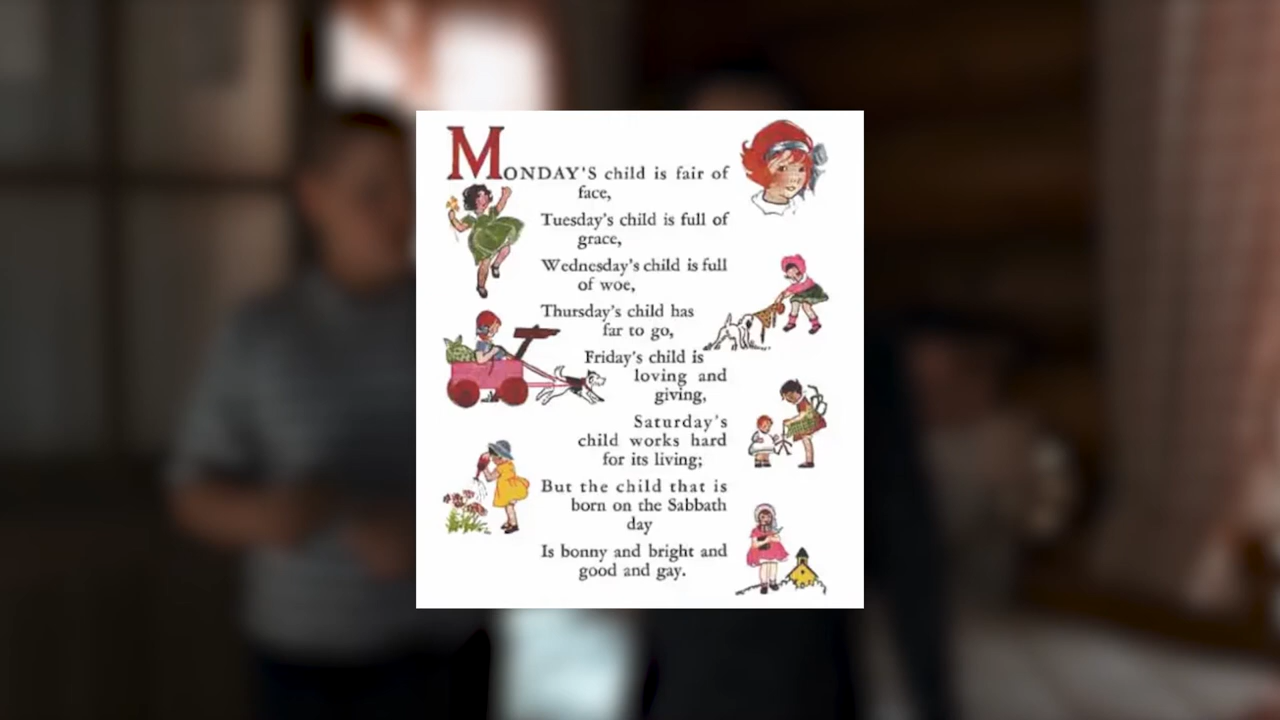 MONDAY'S child is fair of
face,
Tuesday's child is full of
grace,
Wednesday's child is full
of woe,
Thursday's child has
far to go,
Friday's child is
loving and
giving,
Saturday's
child works hard
for its living;
But the child that is
born on the Sabbath
day
Is bonny and bright and
good and gay.